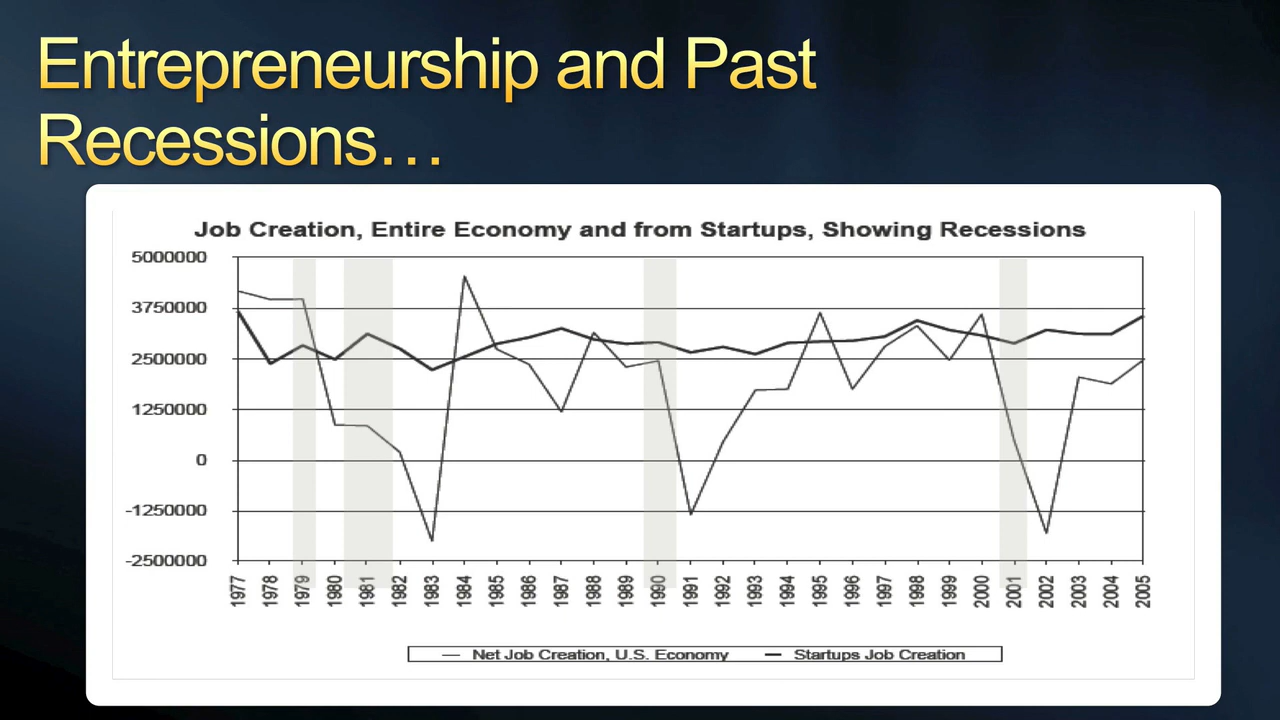 Entrepreneurship and Past
Recessions…
Job Creation, Entire Economy and from Startups, Showing Recessions
5000000
3750000
2500000
1250000
0
-1250000
-2500000
1977 1978 1979 1980 1981 1982 1983 1984 1985 1986 1987 1988 1989 1990 1991 1992 1993 1994 1995 1996 1997 1998 1999 2000 2001 2002 2003 2004 2005
Net Job Creation, U.S. Economy Startups Job Creation